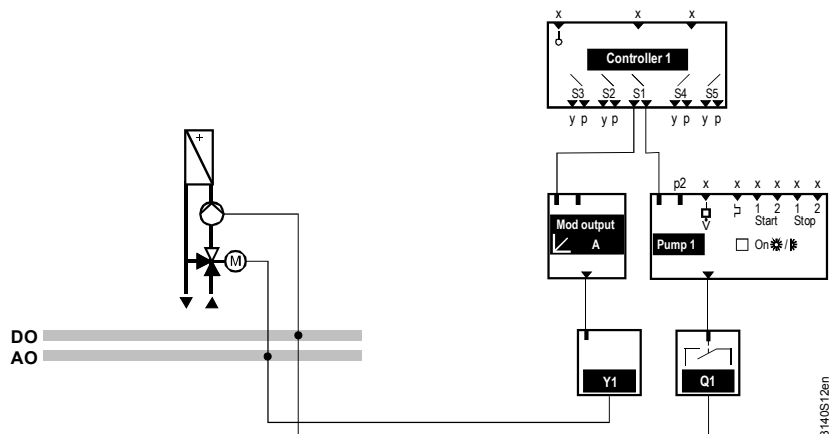 x x x
Controller 1
S3 S2 S1 S4 S5
y p y p y p y p
p2 x x x x x x
+
Mod output
A
1 2 1 2
Start Stop
Pump 1
On /
M
DO
AO
Y1
Q1
3140S12en